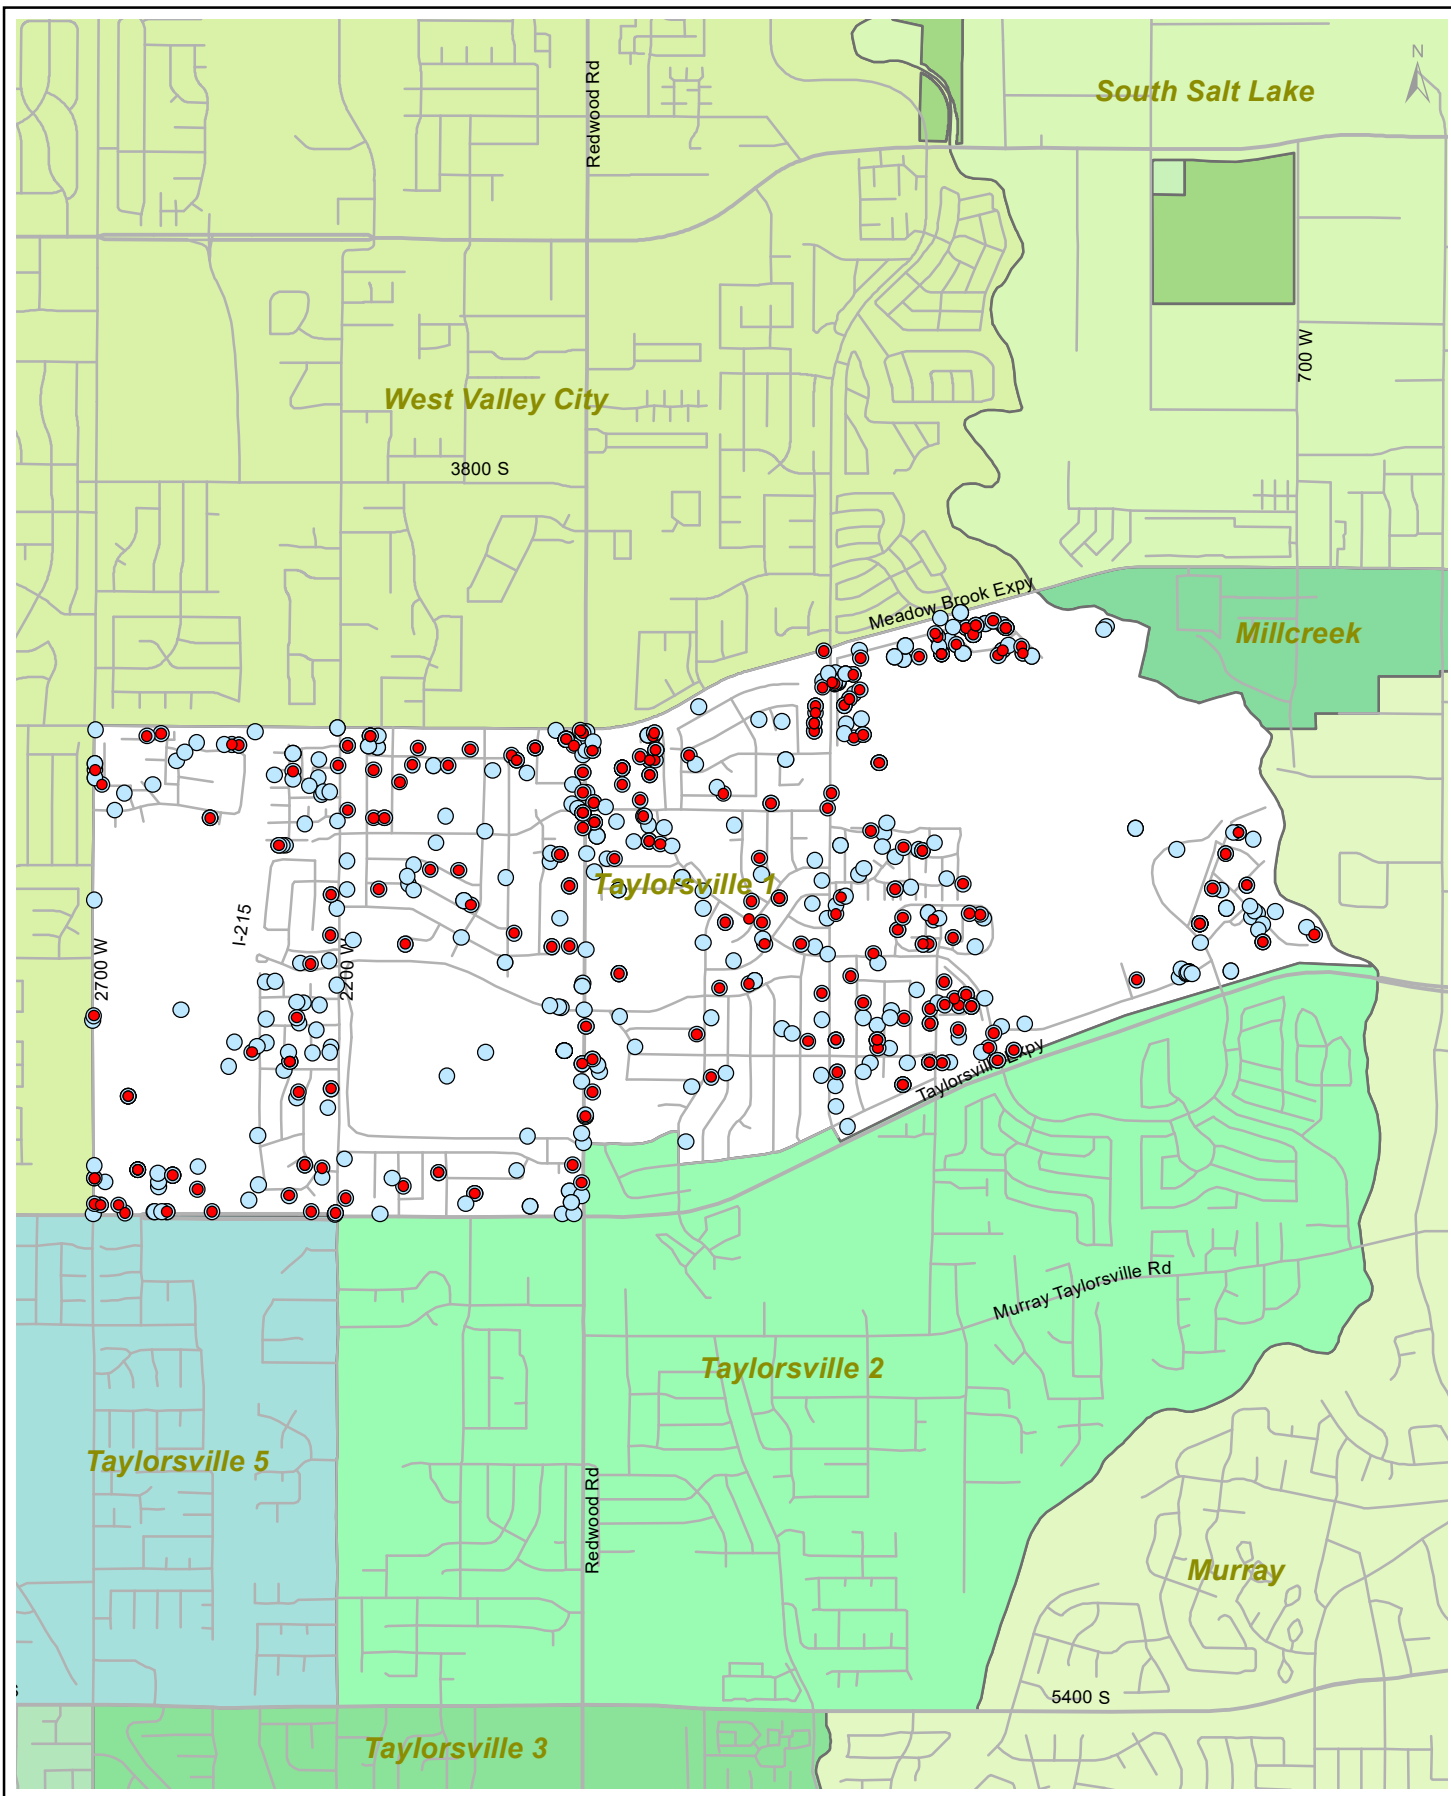 N
South Salt Lake
Redwood Rd
700 W
West Valley City
3800 S
Meadow Brook Expy
Millcreek
Taylorsville 1
I-215
2700 W
2200 W
Taylorsville Expy
Murray Taylorsville Rd
Taylorsville 2
Taylorsville 5
Redwood Rd
Murray
5400 S
Taylorsville 3